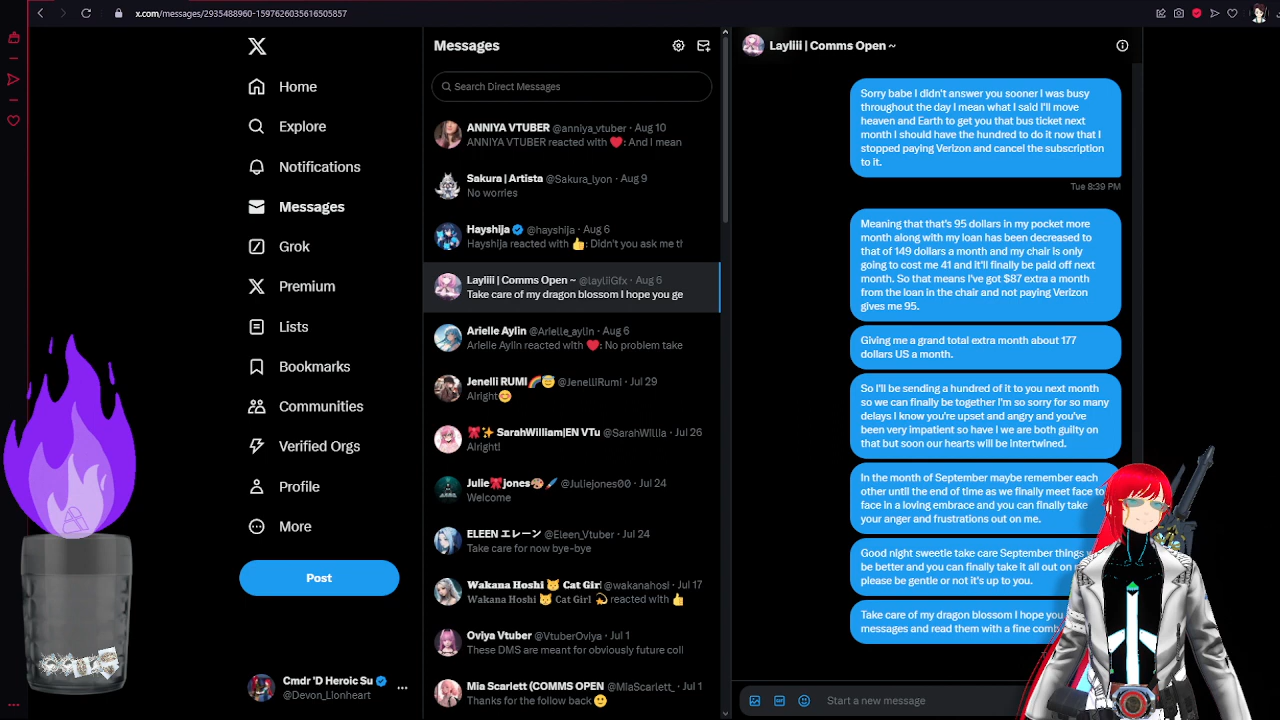 x.com/messages/2935488960-1597626035616505857
Home
Explore
Notifications
Messages
Grok
Premium
Lists
Bookmarks
Communities
Verified Orgs
Profile
More
Post
Cmdr 'D Heroic Su
@Devon_Lionheart
Messages
Search Direct Messages
ANNIYA VTUBER @anniya_vtuber · Aug 10
ANNIYA VTUBER reacted with ❤️: And I mean
Sakura | Artista @Sakura_lyon · Aug 9
No worries
Hayshija @hayshija · Aug 6
Hayshija reacted with 👍: Didn't you ask me tl
Layliii | Comms Open ~ @layliiGfx · Aug 6
Take care of my dragon blossom I hope you ge
Arielle Aylin @Arielle_aylin · Aug 6
Arielle Aylin reacted with ❤️: No problem take
Jenelli RUMI🌈😇 @JenelliRumi · Jul 29
Alright😊
🎀✨ SarahWilliam|EN VTu @SarahWillia · Jul 26
Alright!
Julie🎀jones🎨🖌️ @Juliejones00 · Jul 24
Welcome
ELEEN エレーン @Eleen_Vtuber · Jul 24
Take care for now bye-bye
Wakana Hoshi 😺 Cat Girl @wakanahosi · Jul 17
Wakana Hoshi 😺 Cat Girl 💫 reacted with 👍
Oviya Vtuber @VtuberOviya · Jul 1
These DMS are meant for obviously future coll
Mia Scarlett (COMMS OPEN @MiaScarlett_ · Jul 1
Thanks for the follow back🙂
Layliii | Comms Open ~
Sorry babe I didn't answer you sooner I was busy
throughout the day I mean what I said I'll move
heaven and Earth to get you that bus ticket next
month I should have the hundred to do it now that I
stopped paying Verizon and cancel the subscription
to it.
Tue 8:39 PM
Meaning that that's 95 dollars in my pocket more
month along with my loan has been decreased to
that of 149 dollars a month and my chair is only
going to cost me 41 and it'll finally be paid off next
month. So that means I've got $87 extra a month
from the loan in the chair and not paying Verizon
gives me 95.
Giving me a grand total extra month about 177
dollars US a month.
So I'll be sending a hundred of it to you next month
so we can finally be together I'm so sorry for so many
delays I know you're upset and angry and you've
been very impatient so have I we are both guilty on
that but soon our hearts will be intertwined.
In the month of September maybe remember each
other until the end of time as we finally meet face to
face in a loving embrace and you can finally take
your anger and frustrations out on me.
Good night sweetie take care September things
be better and you can finally take it all out on
please be gentle or not it's up to you.
Take care of my dragon blossom I hope you
messages and read them with a fine comb
Start a new message